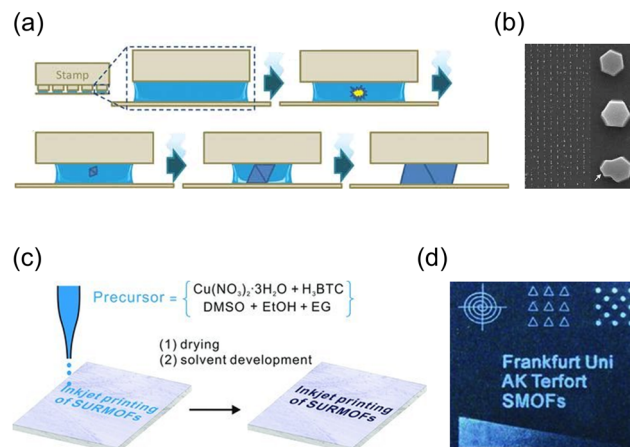 (a)
Stamp
(b)
(c)
Precursor =
Cu(NO₃)₂·3H₂O + H₃BTC
DMSO + EtOH + EG
(1) drying
(2) solvent development
Inkjet printing
of SURMOFs
Inkjet printing
of SURMOFs
(d)
Frankfurt Uni
AK Terfort
SMOFs